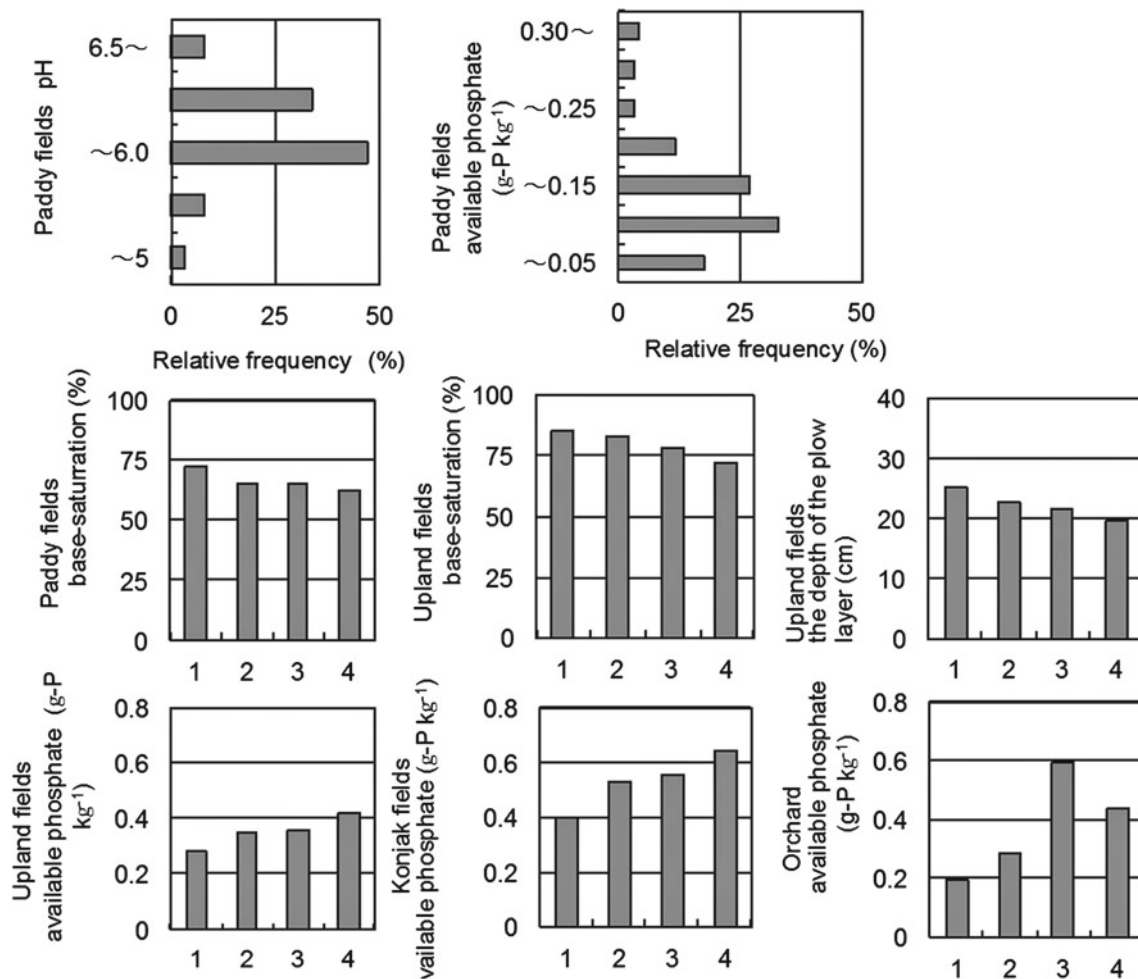 Paddy fields pH
6.5～
～6.0
～5
0 25 50
Relative frequency (%)
Paddy fields
available phosphate
(g-P kg⁻¹)
0.30～
～0.25
～0.15
～0.05
0 25 50
Relative frequency (%)
Paddy fields
base-saturration (%)
100
75
50
25
0
1 2 3 4
Upland fields
base-saturation (%)
100
75
50
25
0
1 2 3 4
Upland fields
the depth of the plow
layer (cm)
40
30
20
10
0
1 2 3 4
Upland fields
available phosphate (g-P
kg⁻¹)
0.8
0.6
0.4
0.2
0
1 2 3 4
Konjak fields
vailable phosphate (g-P kg⁻¹)
0.8
0.6
0.4
0.2
0
1 2 3 4
Orchard
available phosphate
(g-P kg⁻¹)
0.8
0.6
0.4
0.2
0
1 2 3 4